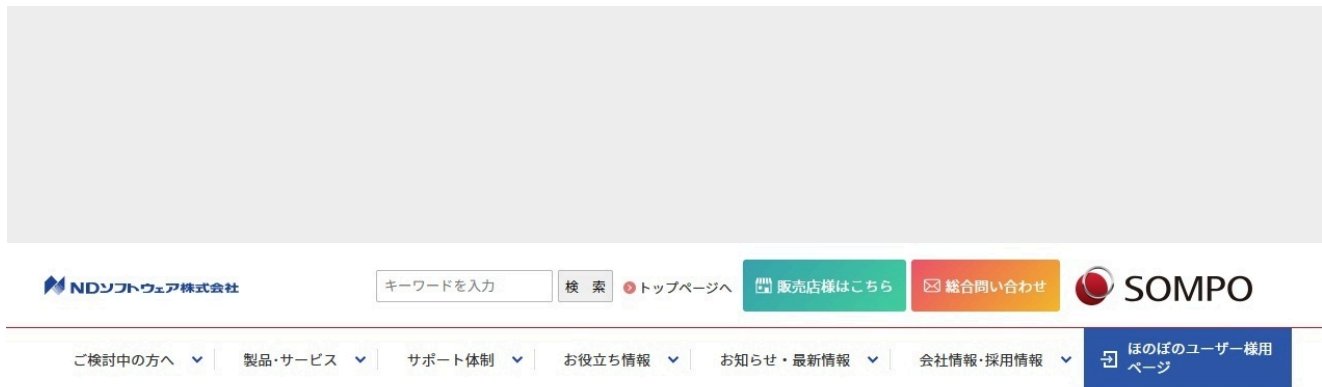 NDソフトウェア株式会社
キーワードを入力
検 索
トップページへ
販売店様はこちら
総合問い合わせ
SOMPO
ご検討中の方へ
製品・サービス
サポート体制
お役立ち情報
お知らせ・最新情報
会社情報・採用情報
ほのぼのユーザー様用
ページ